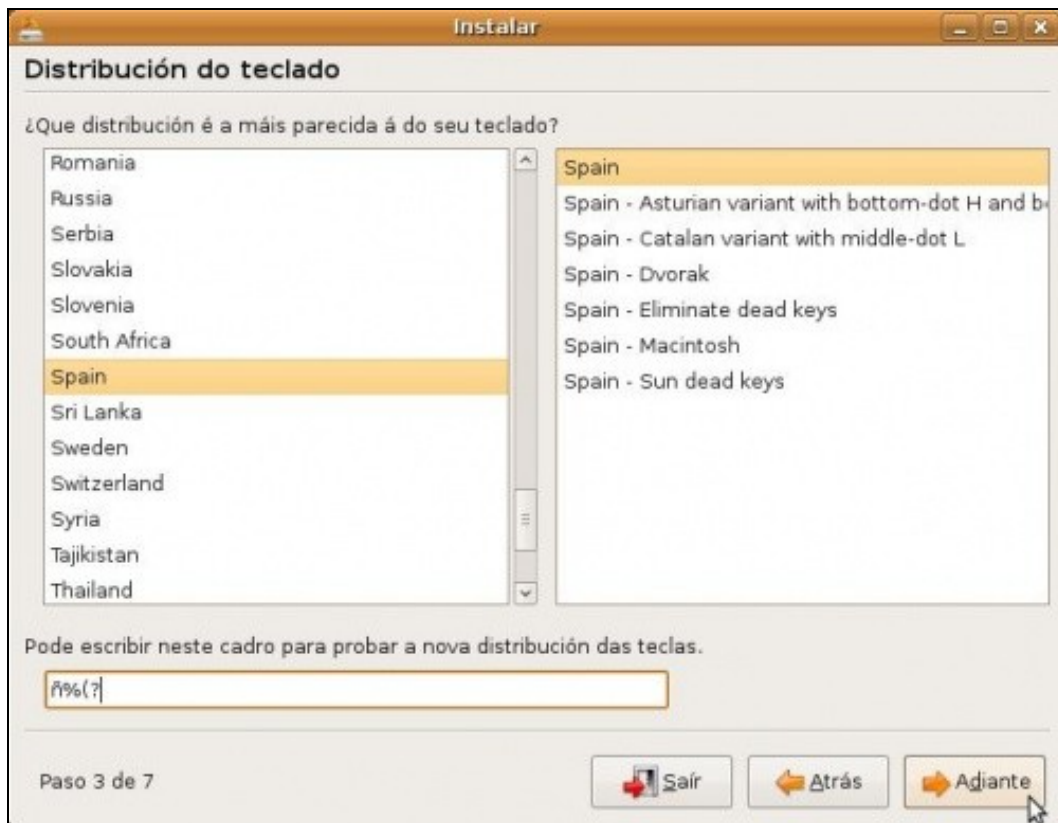 Instalar
Distribución do teclado
¿Que distribución é a máis parecida á do seu teclado?
Romania
Russia
Serbia
Slovakia
Slovenia
South Africa
Spain
Sri Lanka
Sweden
Switzerland
Syria
Tajikistan
Thailand
Spain
Spain - Asturian variant with bottom-dot H and
Spain - Catalan variant with middle-dot L
Spain - Dvorak
Spain - Eliminate dead keys
Spain - Macintosh
Spain - Sun dead keys
Pode escribir neste cadro para probar a nova distribución das teclas.
ñ%(?
Paso 3 de 7
Saír
Atrás
Adiante